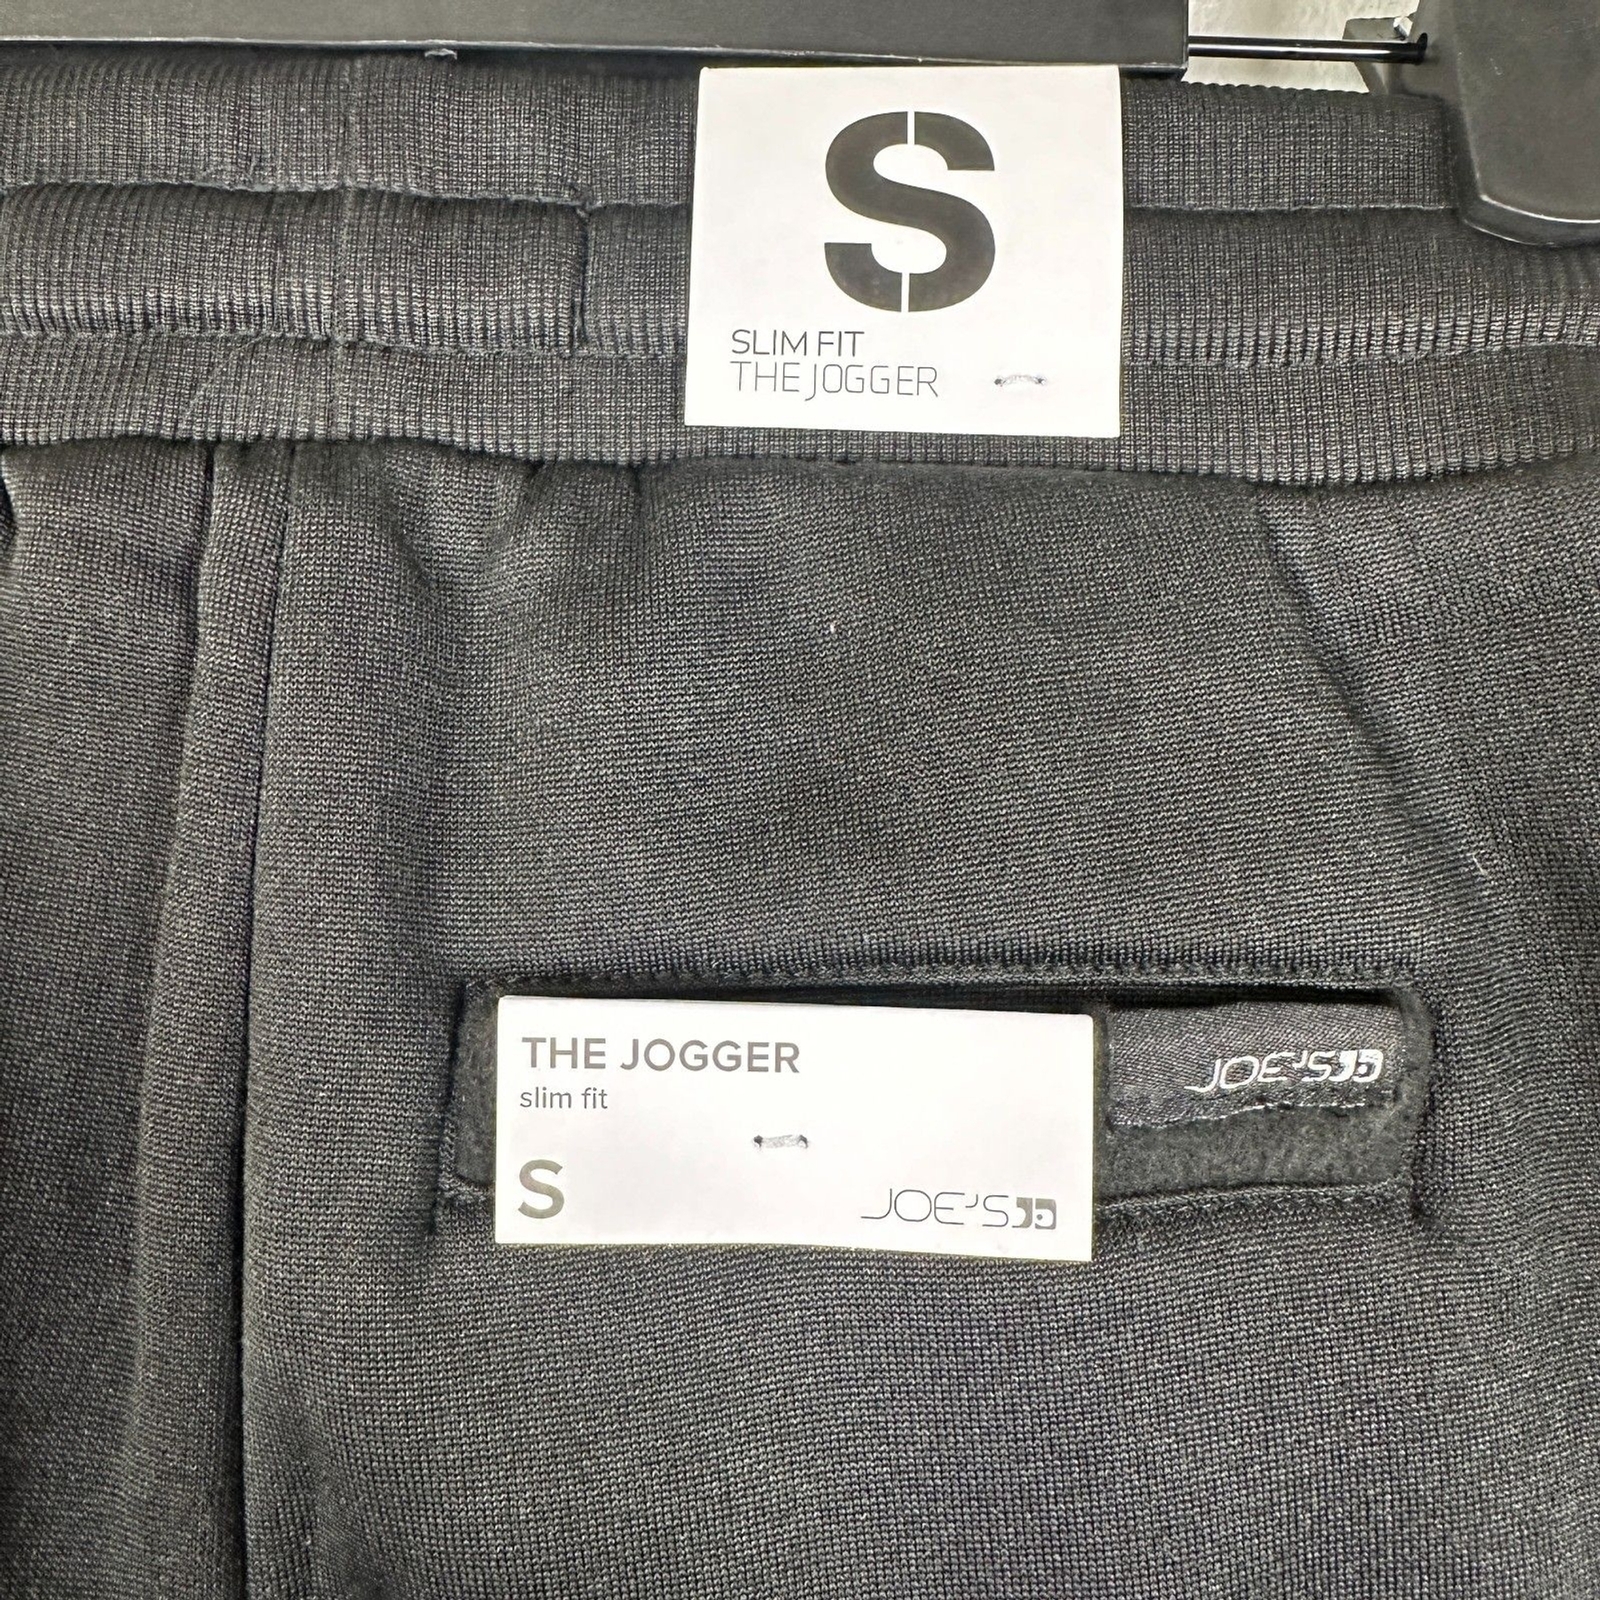 S
SLIM FIT
THE JOGGER
THE JOGGER
slim fit
S
JOE'S
JOE'S